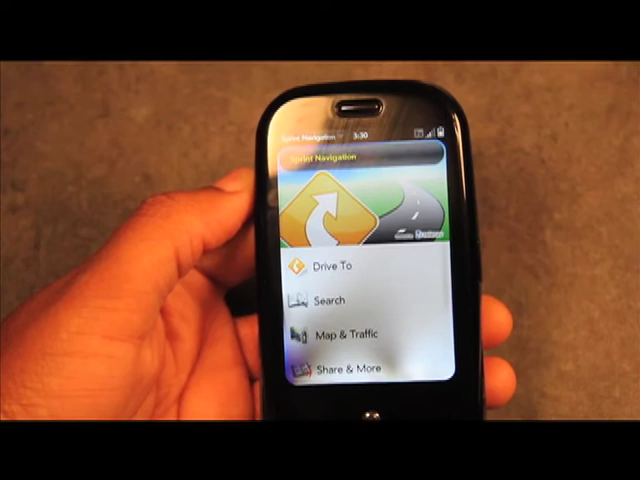 Sprint Navigation 3:30
Sprint Navigation
Drive To
Search
Map & Traffic
Share & More